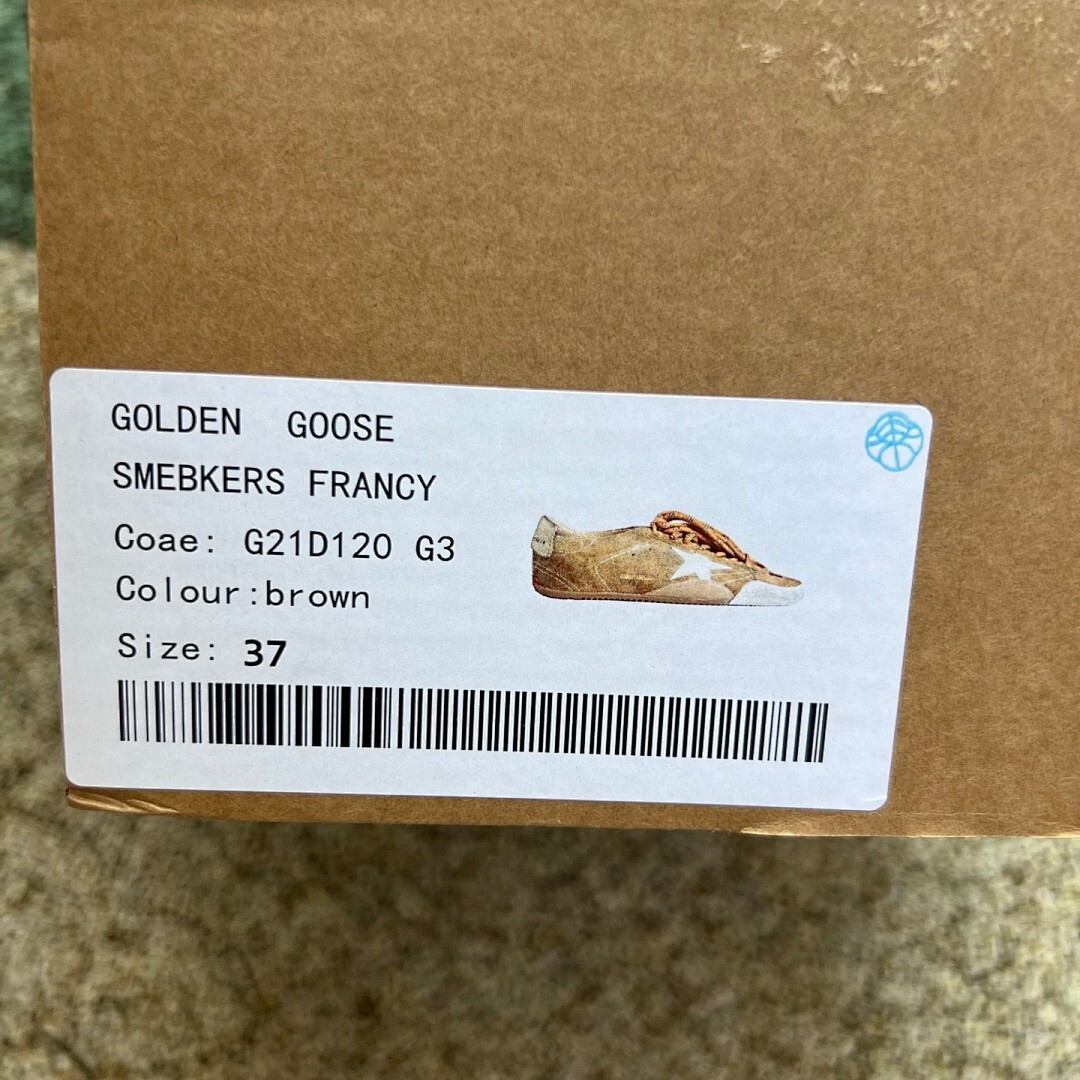 GOLDEN GOOSE
SMEBKERS FRANCY
Coae: G21D120 G3
Colour:brown
Size: 37